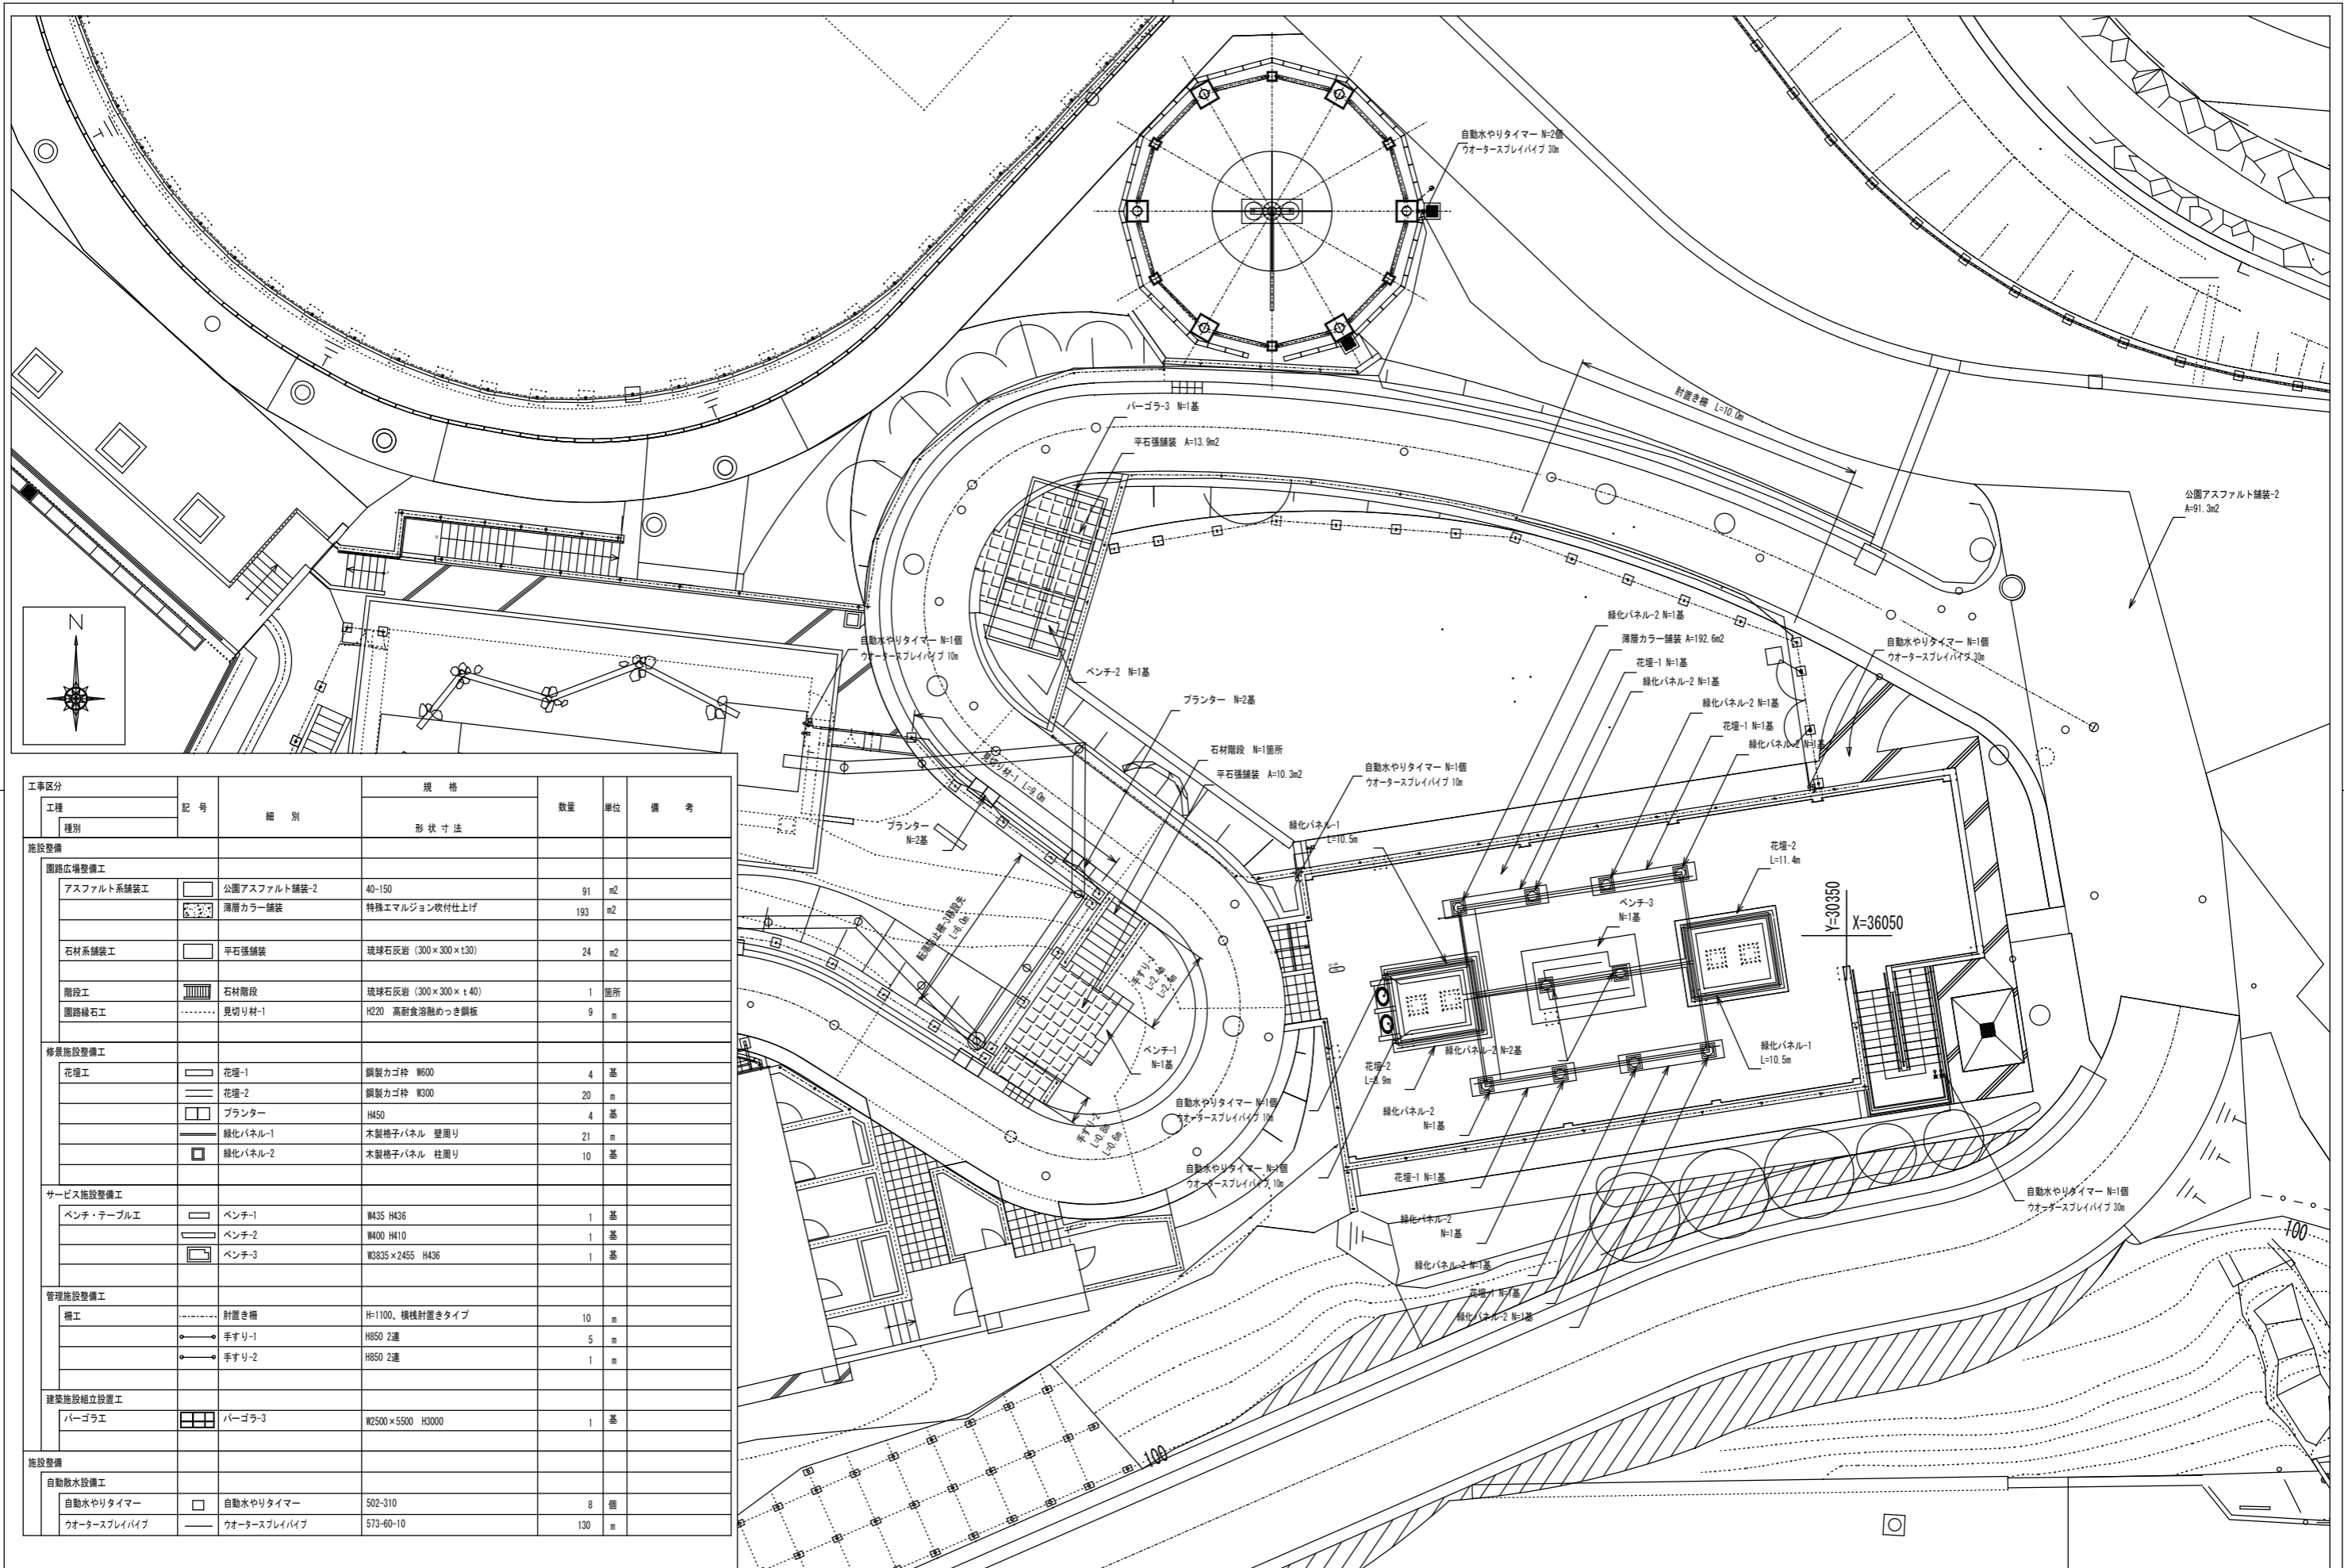 自動水やりタイマー N=2個
ウオータースプレイパイプ 30m
肘置き柵 L=10.0m
パーゴラ-3 N=1基
平石張舗装 A=13.9m2
公園アスファルト舗装-2
A=91.3m2
緑化パネル-2 N=1基
薄層カラー舗装 A=192.6m2
花壇-1 N=1基
緑化パネル-2 N=1基
緑化パネル-2 N=1基
花壇-1 N=1基
緑化パネル-2 N=1基
自動水やりタイマー N=1個
ウオータースプレイパイプ 30m
自動水やりタイマー N=1個
ウオータースプレイパイプ 10m
ベンチ-2 N=1基
プランター N=2基
石材階段 N=1箇所
平石張舗装 A=10.3m2
自動水やりタイマー N=1個
ウオータースプレイパイプ 10m
見切り材-1
L=9.0m
プランター
N=2基
緑化パネル-1
L=10.5m
花壇-2
L=11.4m
ベンチ-3
N=1基
Y=30350
X=36050
転落防止柵-3移設先
L=6.0m
手すり-1
L=2.4m
L=2.4m
ベンチ-1
N=1基
緑化パネル-2 N=2基
緑化パネル-1
L=10.5m
花壇-2
L=8.9m
自動水やりタイマー N=1個
ウオータースプレイパイプ 10m
緑化パネル-2
N=1基
手すり-2
L=0.8m
L=0.6m
自動水やりタイマー N=1個
ウオータースプレイパイプ 10m
花壇-1 N=1基
緑化パネル-2
N=1基
緑化パネル-2 N=1基
花壇-1 N=1基
緑化パネル-2 N=1基
自動水やりタイマー N=1個
ウオータースプレイパイプ 30m
100
100
N
工事区分 記 号 細 別 規 格 数量 単位 備 考
工種
種別 形 状 寸 法
施設整備
園路広場整備工
アスファルト系舗装工 公園アスファルト舗装-2 40-150 91 m2
薄層カラー舗装 特殊エマルジョン吹付仕上げ 193 m2
石材系舗装工 平石張舗装 琉球石灰岩 (300×300×t30) 24 m2
階段工 石材階段 琉球石灰岩 (300×300×t40) 1 箇所
園路縁石工 見切り材-1 H220 高耐食溶融めっき鋼板 9 m
修景施設整備工
花壇工 花壇-1 鋼製カゴ枠 W600 4 基
花壇-2 鋼製カゴ枠 W300 20 m
プランター H450 4 基
緑化パネル-1 木製格子パネル 壁周り 21 m
緑化パネル-2 木製格子パネル 柱周り 10 基
サービス施設整備工
ベンチ・テーブル工 ベンチ-1 W435 H436 1 基
ベンチ-2 W400 H410 1 基
ベンチ-3 W3835×2455 H436 1 基
管理施設整備工
柵工 肘置き柵 H=1100、横桟肘置きタイプ 10 m
手すり-1 H850 2連 5 m
手すり-2 H850 2連 1 m
建築施設組立設置工
パーゴラ工 パーゴラ-3 W2500×5500 H3000 1 基
施設整備
自動散水設備工
自動水やりタイマー 自動水やりタイマー 502-310 8 個
ウオータースプレイパイプ ウオータースプレイパイプ 573-60-10 130 m